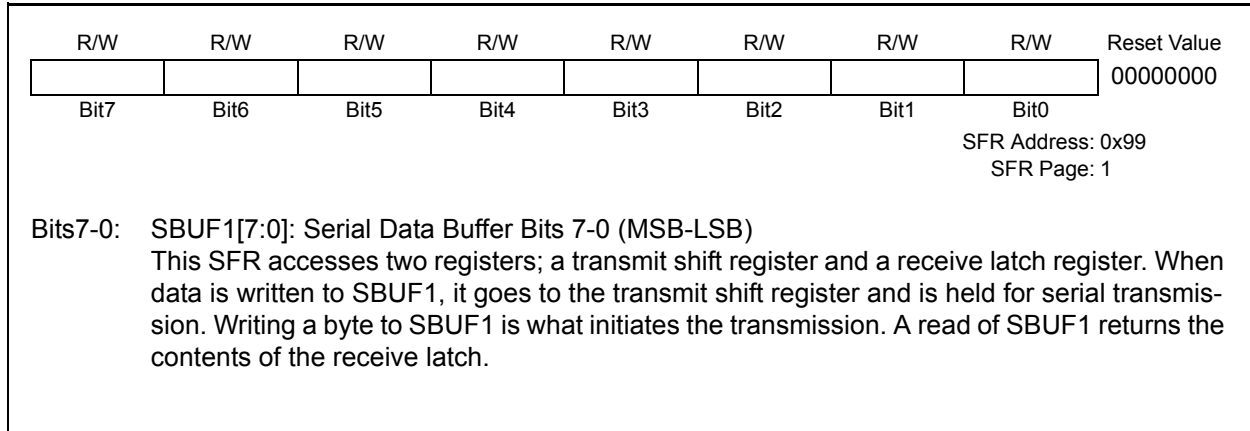 R/W R/W R/W R/W R/W R/W R/W R/W Reset Value
00000000
Bit7 Bit6 Bit5 Bit4 Bit3 Bit2 Bit1 Bit0
SFR Address: 0x99
SFR Page: 1
Bits7-0: SBUF1[7:0]: Serial Data Buffer Bits 7-0 (MSB-LSB)
This SFR accesses two registers; a transmit shift register and a receive latch register. When
data is written to SBUF1, it goes to the transmit shift register and is held for serial transmis-
sion. Writing a byte to SBUF1 is what initiates the transmission. A read of SBUF1 returns the
contents of the receive latch.